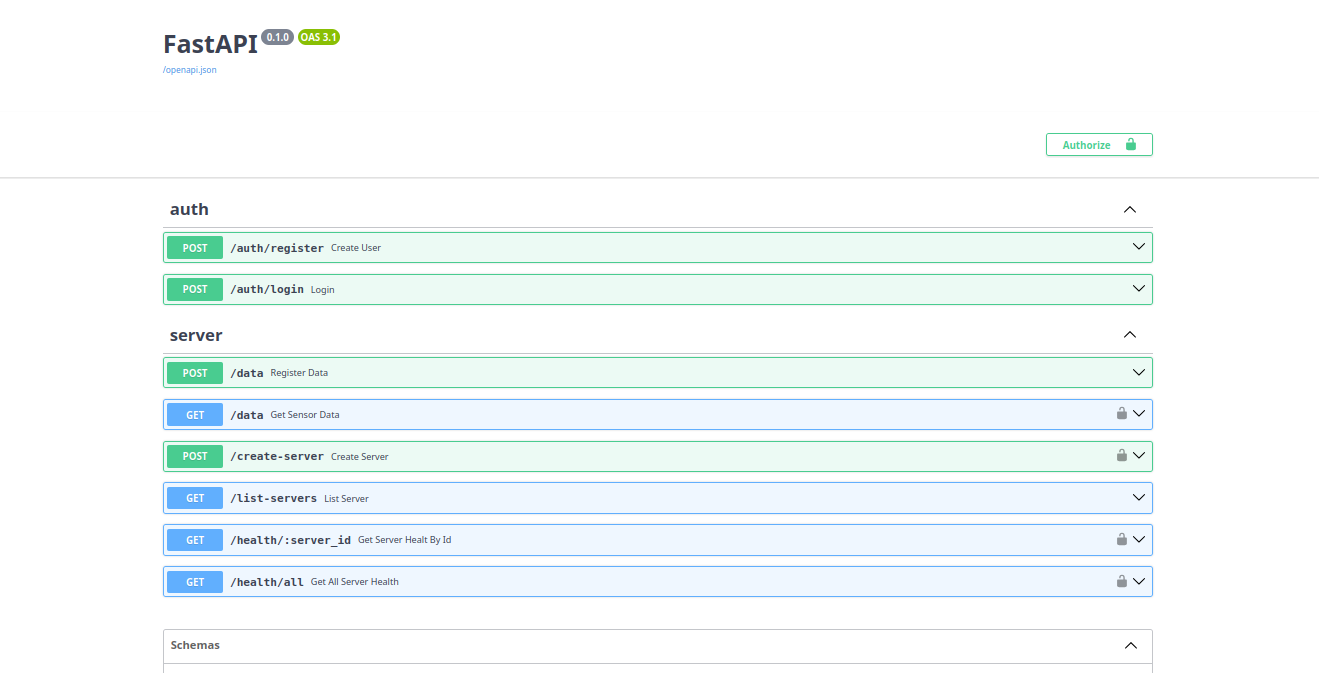 FastAPI 0.1.0 OAS 3.1
/openapi.json
Authorize
auth
POST /auth/register Create User
POST /auth/login Login
server
POST /data Register Data
GET /data Get Sensor Data
POST /create-server Create Server
GET /list-servers List Server
GET /health/:server_id Get Server Healt By Id
GET /health/all Get All Server Health
Schemas